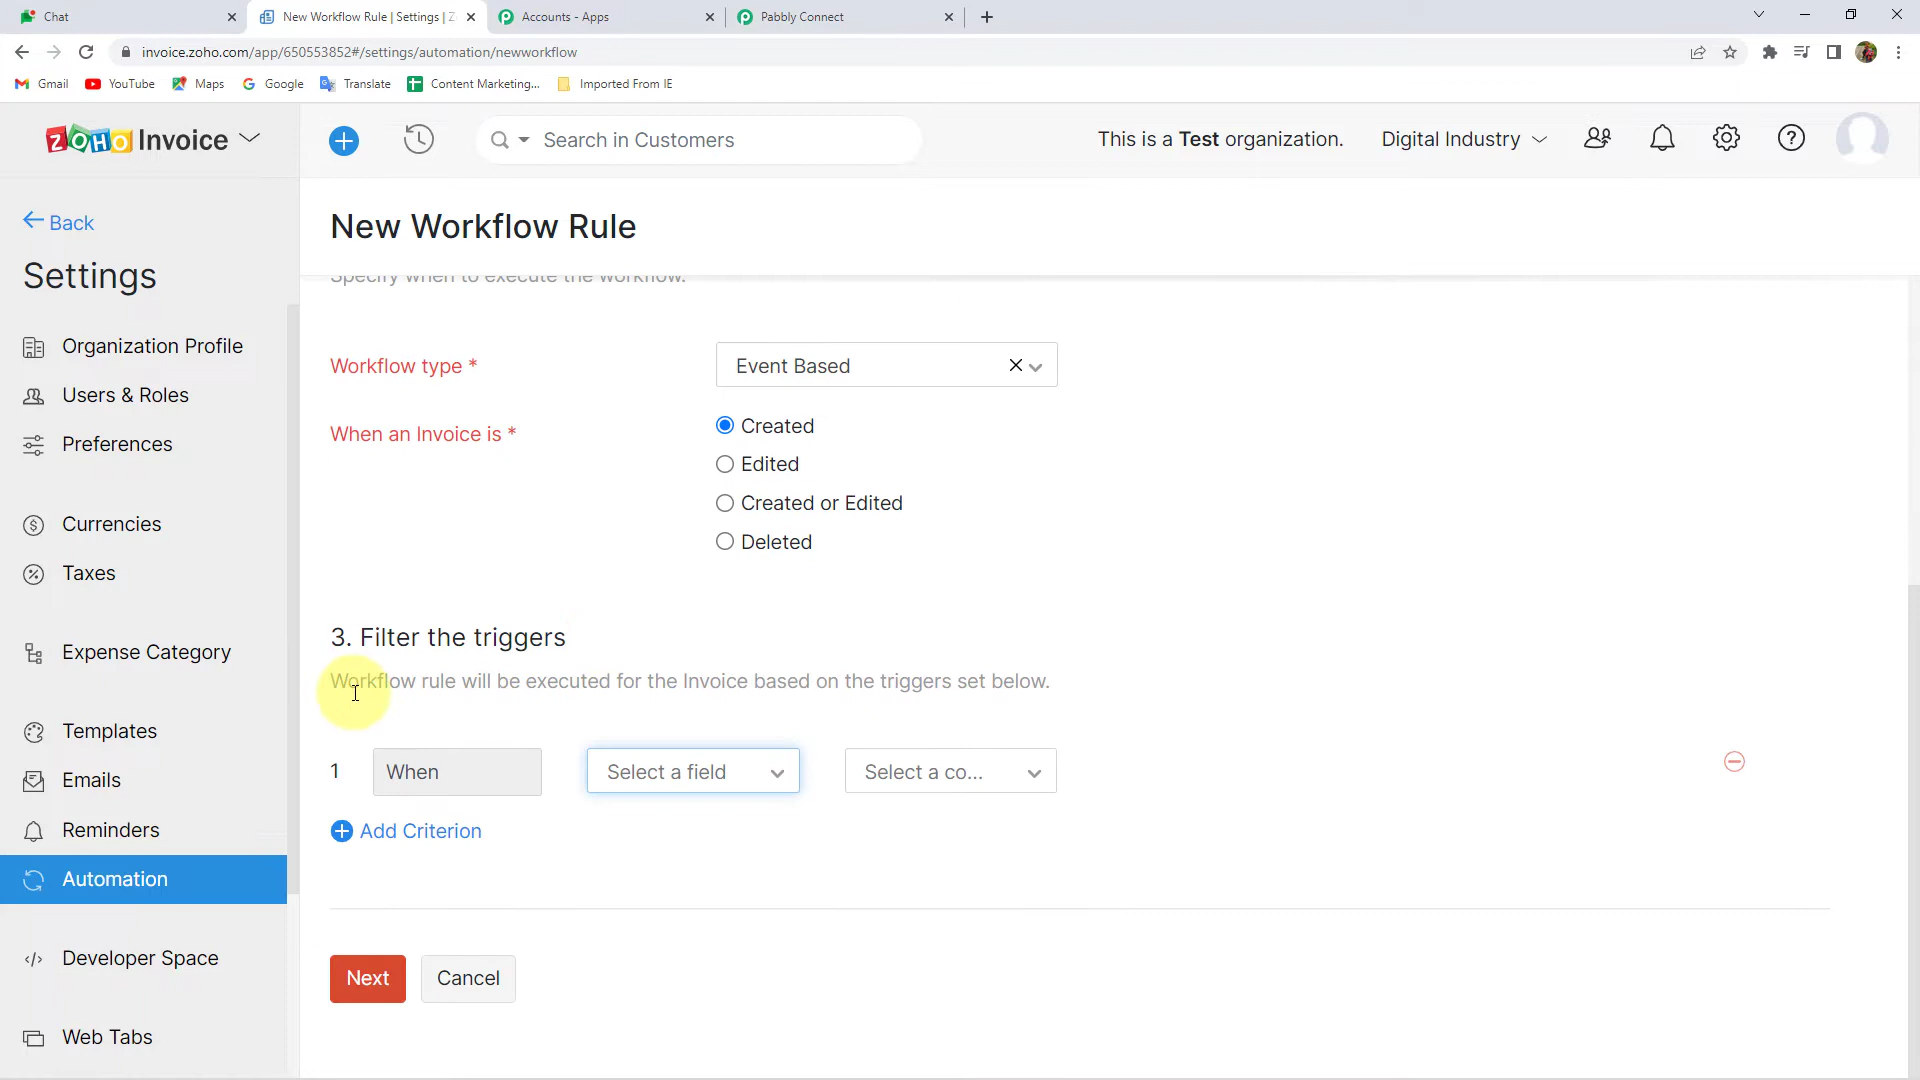 Chat
New Workflow Rule | Settings | Z
Accounts - Apps
Pabbly Connect
invoice.zoho.com/app/650553852#/settings/automation/newworkflow
Gmail
YouTube
Maps
Google
Translate
Content Marketing...
Imported From IE
ZOHO Invoice
Search in Customers
This is a Test organization.
Digital Industry
Back
Settings
Organization Profile
Users & Roles
Preferences
Currencies
Taxes
Expense Category
Templates
Emails
Reminders
Automation
Developer Space
Web Tabs
New Workflow Rule
Specify when to execute the workflow.
Workflow type *
Event Based
When an Invoice is *
Created
Edited
Created or Edited
Deleted
3. Filter the triggers
Workflow rule will be executed for the Invoice based on the triggers set below.
1 When Select a field Select a co...
Add Criterion
Next Cancel